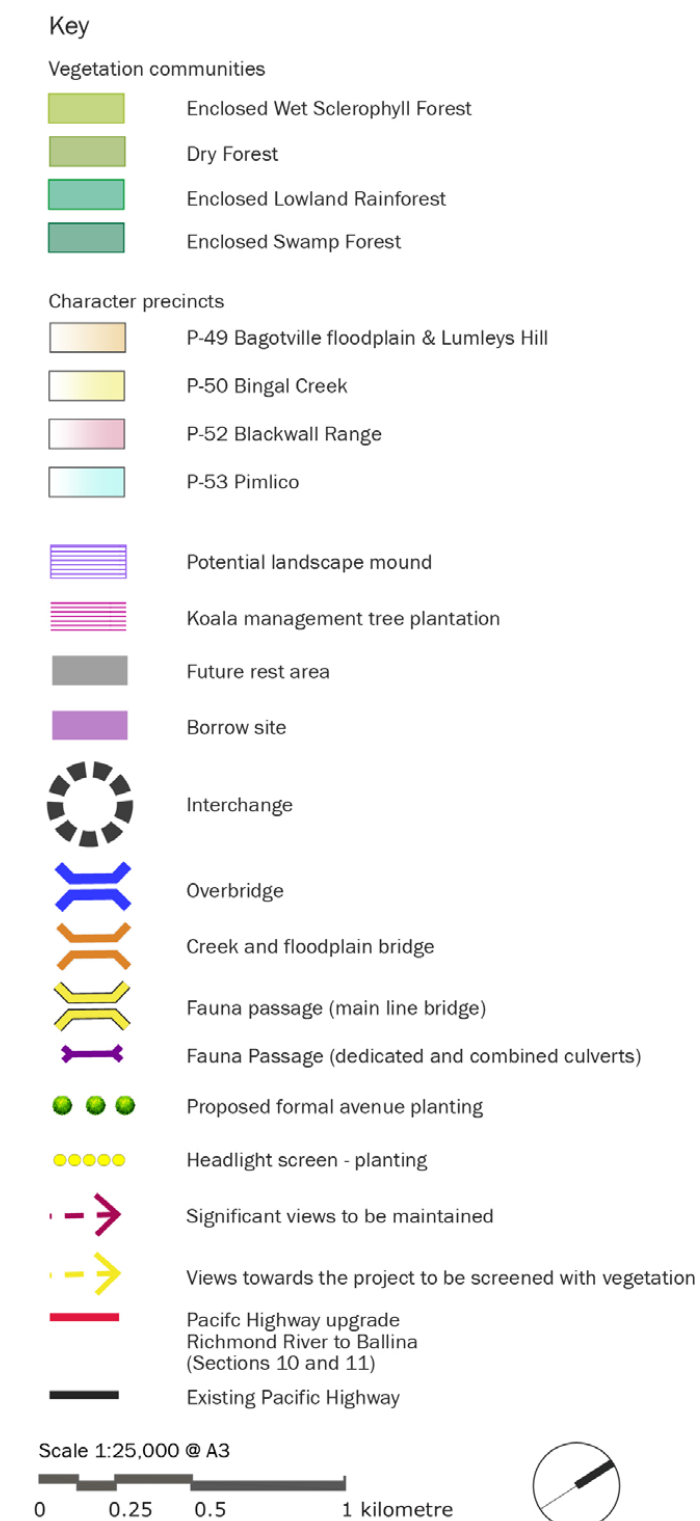 Key
Vegetation communities
Enclosed Wet Sclerophyll Forest
Dry Forest
Enclosed Lowland Rainforest
Enclosed Swamp Forest
Character precincts
P-49 Bagotville floodplain & Lumleys Hill
P-50 Bingal Creek
P-52 Blackwall Range
P-53 Pimlico
Potential landscape mound
Koala management tree plantation
Future rest area
Borrow site
Interchange
Overbridge
Creek and floodplain bridge
Fauna passage (main line bridge)
Fauna Passage (dedicated and combined culverts)
Proposed formal avenue planting
Headlight screen - planting
Significant views to be maintained
Views towards the project to be screened with vegetation
Pacifc Highway upgrade
Richmond River to Ballina
(Sections 10 and 11)
Existing Pacific Highway
Scale 1:25,000 @ A3
0 0.25 0.5 1 kilometre